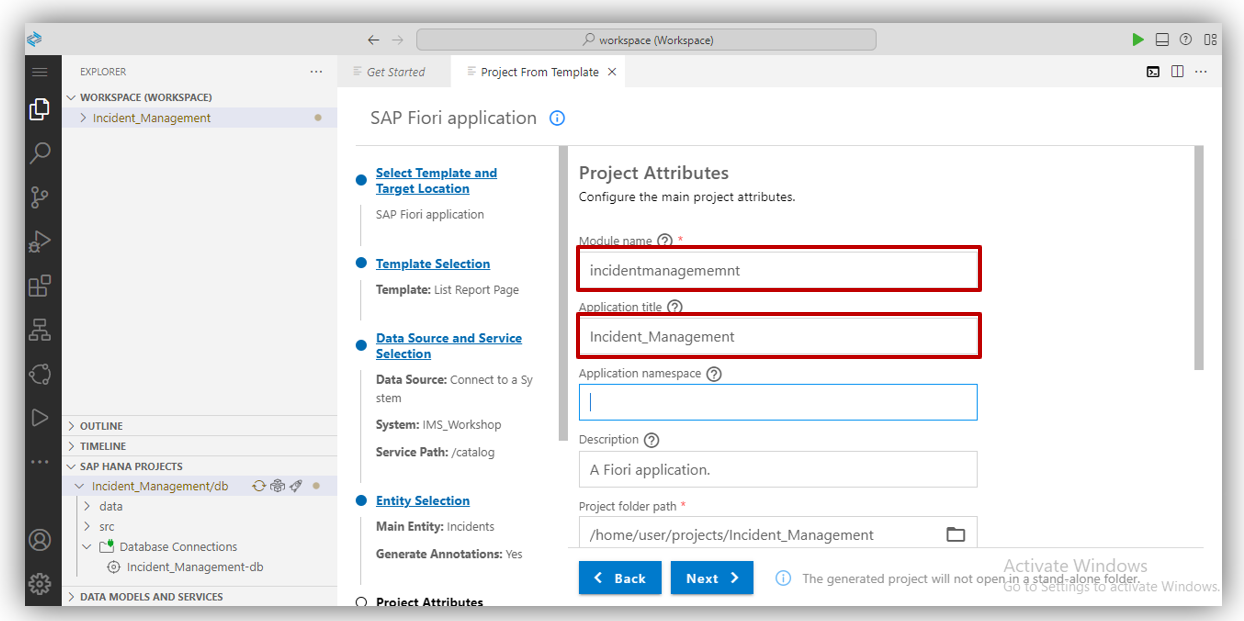 workspace (Workspace)
EXPLORER
WORKSPACE (WORKSPACE)
Incident_Management
OUTLINE
TIMELINE
SAP HANA PROJECTS
Incident_Management/db
data
src
Database Connections
Incident_Management-db
DATA MODELS AND SERVICES
Get Started
Project From Template
SAP Fiori application
Select Template and
Target Location
SAP Fiori application
Template Selection
Template: List Report Page
Data Source and Service
Selection
Data Source: Connect to a Sy
stem
System: IMS_Workshop
Service Path: /catalog
Entity Selection
Main Entity: Incidents
Generate Annotations: Yes
Project Attributes
Project Attributes
Configure the main project attributes.
Module name *
incidentmanagememnt
Application title
Incident_Management
Application namespace
Description
A Fiori application.
Project folder path *
/home/user/projects/Incident_Management
Back
Next
The generated project will not open in a stand-alone folder.
Activate Windows
Go to Settings to activate Windows.